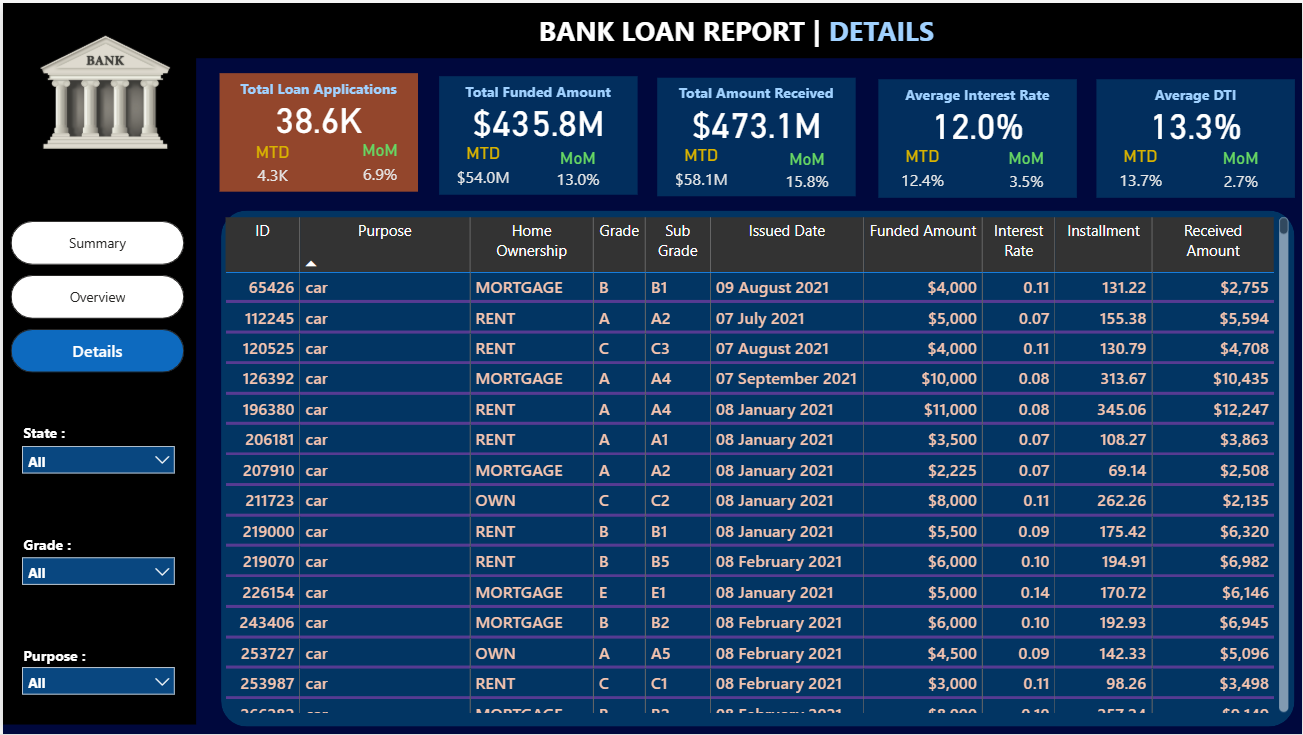 BANK LOAN REPORT | DETAILS
BANK
Total Loan Applications
38.6K
MTD MoM
4.3K 6.9%
Total Funded Amount
$435.8M
MTD MoM
$54.0M 13.0%
Total Amount Received
$473.1M
MTD MoM
$58.1M 15.8%
Average Interest Rate
12.0%
MTD MoM
12.4% 3.5%
Average DTI
13.3%
MTD MoM
13.7% 2.7%
Summary
Overview
Details
State :
All
Grade :
All
Purpose :
All
ID Purpose Home Ownership Grade Sub Grade Issued Date Funded Amount Interest Rate Installment Received Amount
65426 car MORTGAGE B B1 09 August 2021 $4,000 0.11 131.22 $2,755
112245 car RENT A A2 07 July 2021 $5,000 0.07 155.38 $5,594
120525 car RENT C C3 07 August 2021 $4,000 0.11 130.79 $4,708
126392 car MORTGAGE A A4 07 September 2021 $10,000 0.08 313.67 $10,435
196380 car RENT A A4 08 January 2021 $11,000 0.08 345.06 $12,247
206181 car RENT A A1 08 January 2021 $3,500 0.07 108.27 $3,863
207910 car MORTGAGE A A2 08 January 2021 $2,225 0.07 69.14 $2,508
211723 car OWN C C2 08 January 2021 $8,000 0.11 262.26 $2,135
219000 car RENT B B1 08 January 2021 $5,500 0.09 175.42 $6,320
219070 car RENT B B5 08 February 2021 $6,000 0.10 194.91 $6,982
226154 car MORTGAGE E E1 08 January 2021 $5,000 0.14 170.72 $6,146
243406 car MORTGAGE B B2 08 February 2021 $6,000 0.10 192.93 $6,945
253727 car OWN A A5 08 February 2021 $4,500 0.09 142.33 $5,096
253987 car RENT C C1 08 February 2021 $3,000 0.11 98.26 $3,498
car MORTGAGE 08 February 2021